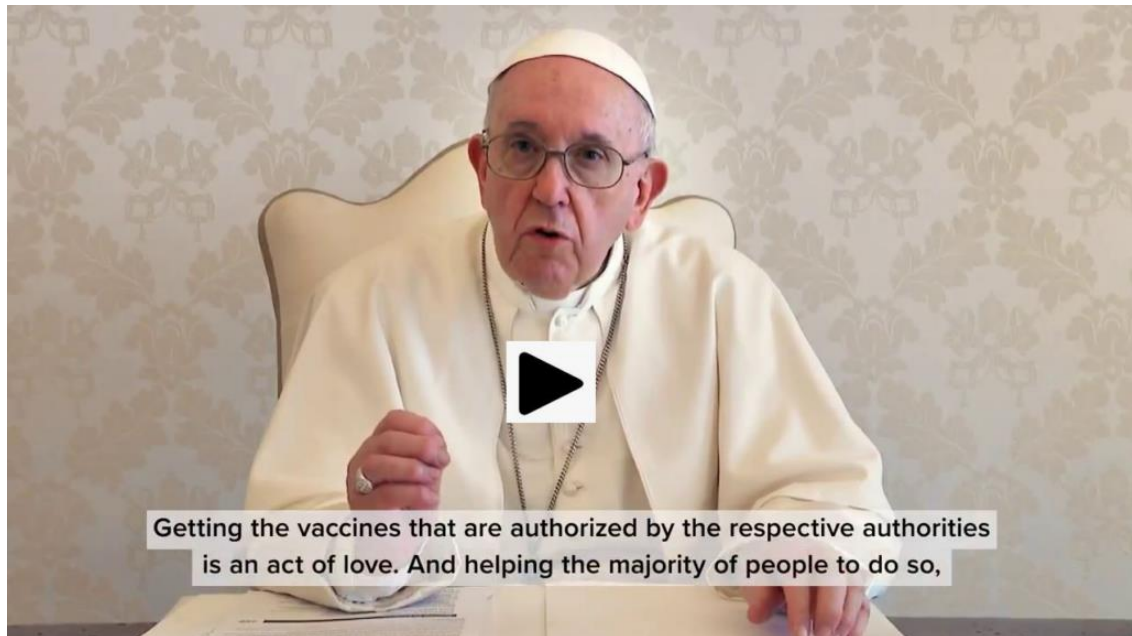 Getting the vaccines that are authorized by the respective authorities
is an act of love. And helping the majority of people to do so,